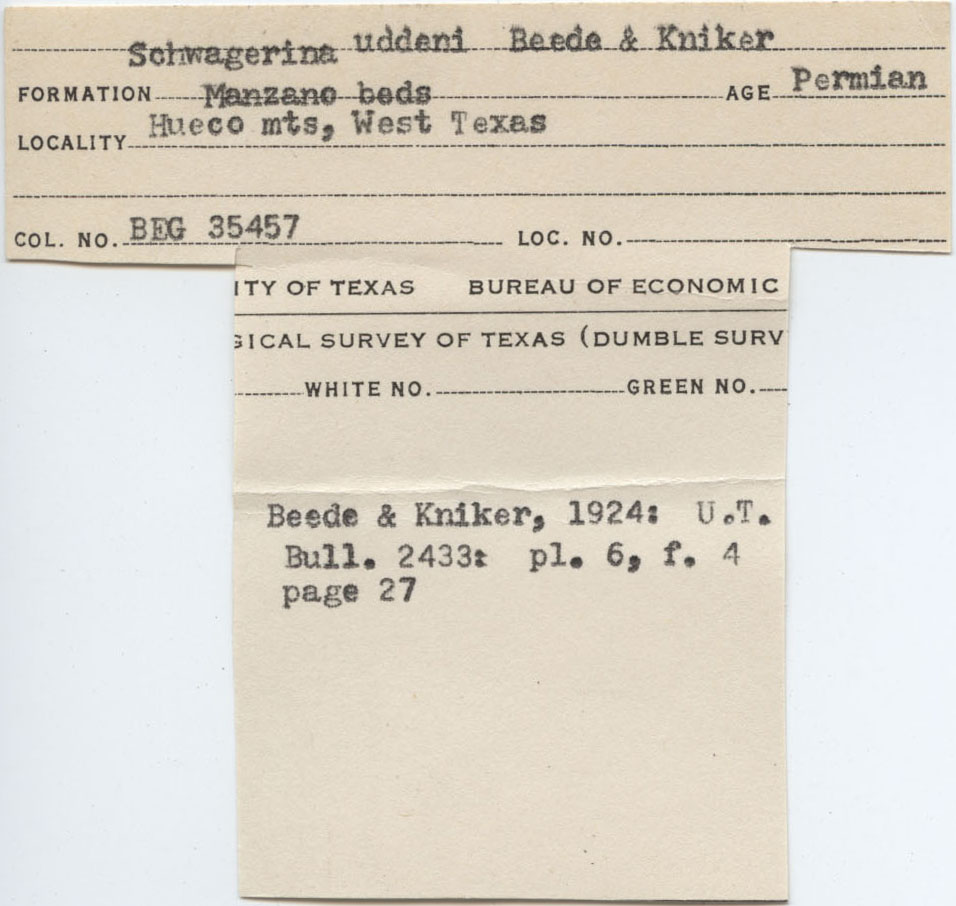 Schwagerina uddeni Beede & Kniker
FORMATION Manzano beds AGE Permian
LOCALITY Hueco mts, West Texas
COL. NO. BEG 35457 LOC. NO.
ITY OF TEXAS BUREAU OF ECONOMIC
GICAL SURVEY OF TEXAS (DUMBLE SURV
WHITE NO. GREEN NO.
Beede & Kniker, 1924: U.T.
Bull. 2433: pl. 6, f. 4
page 27